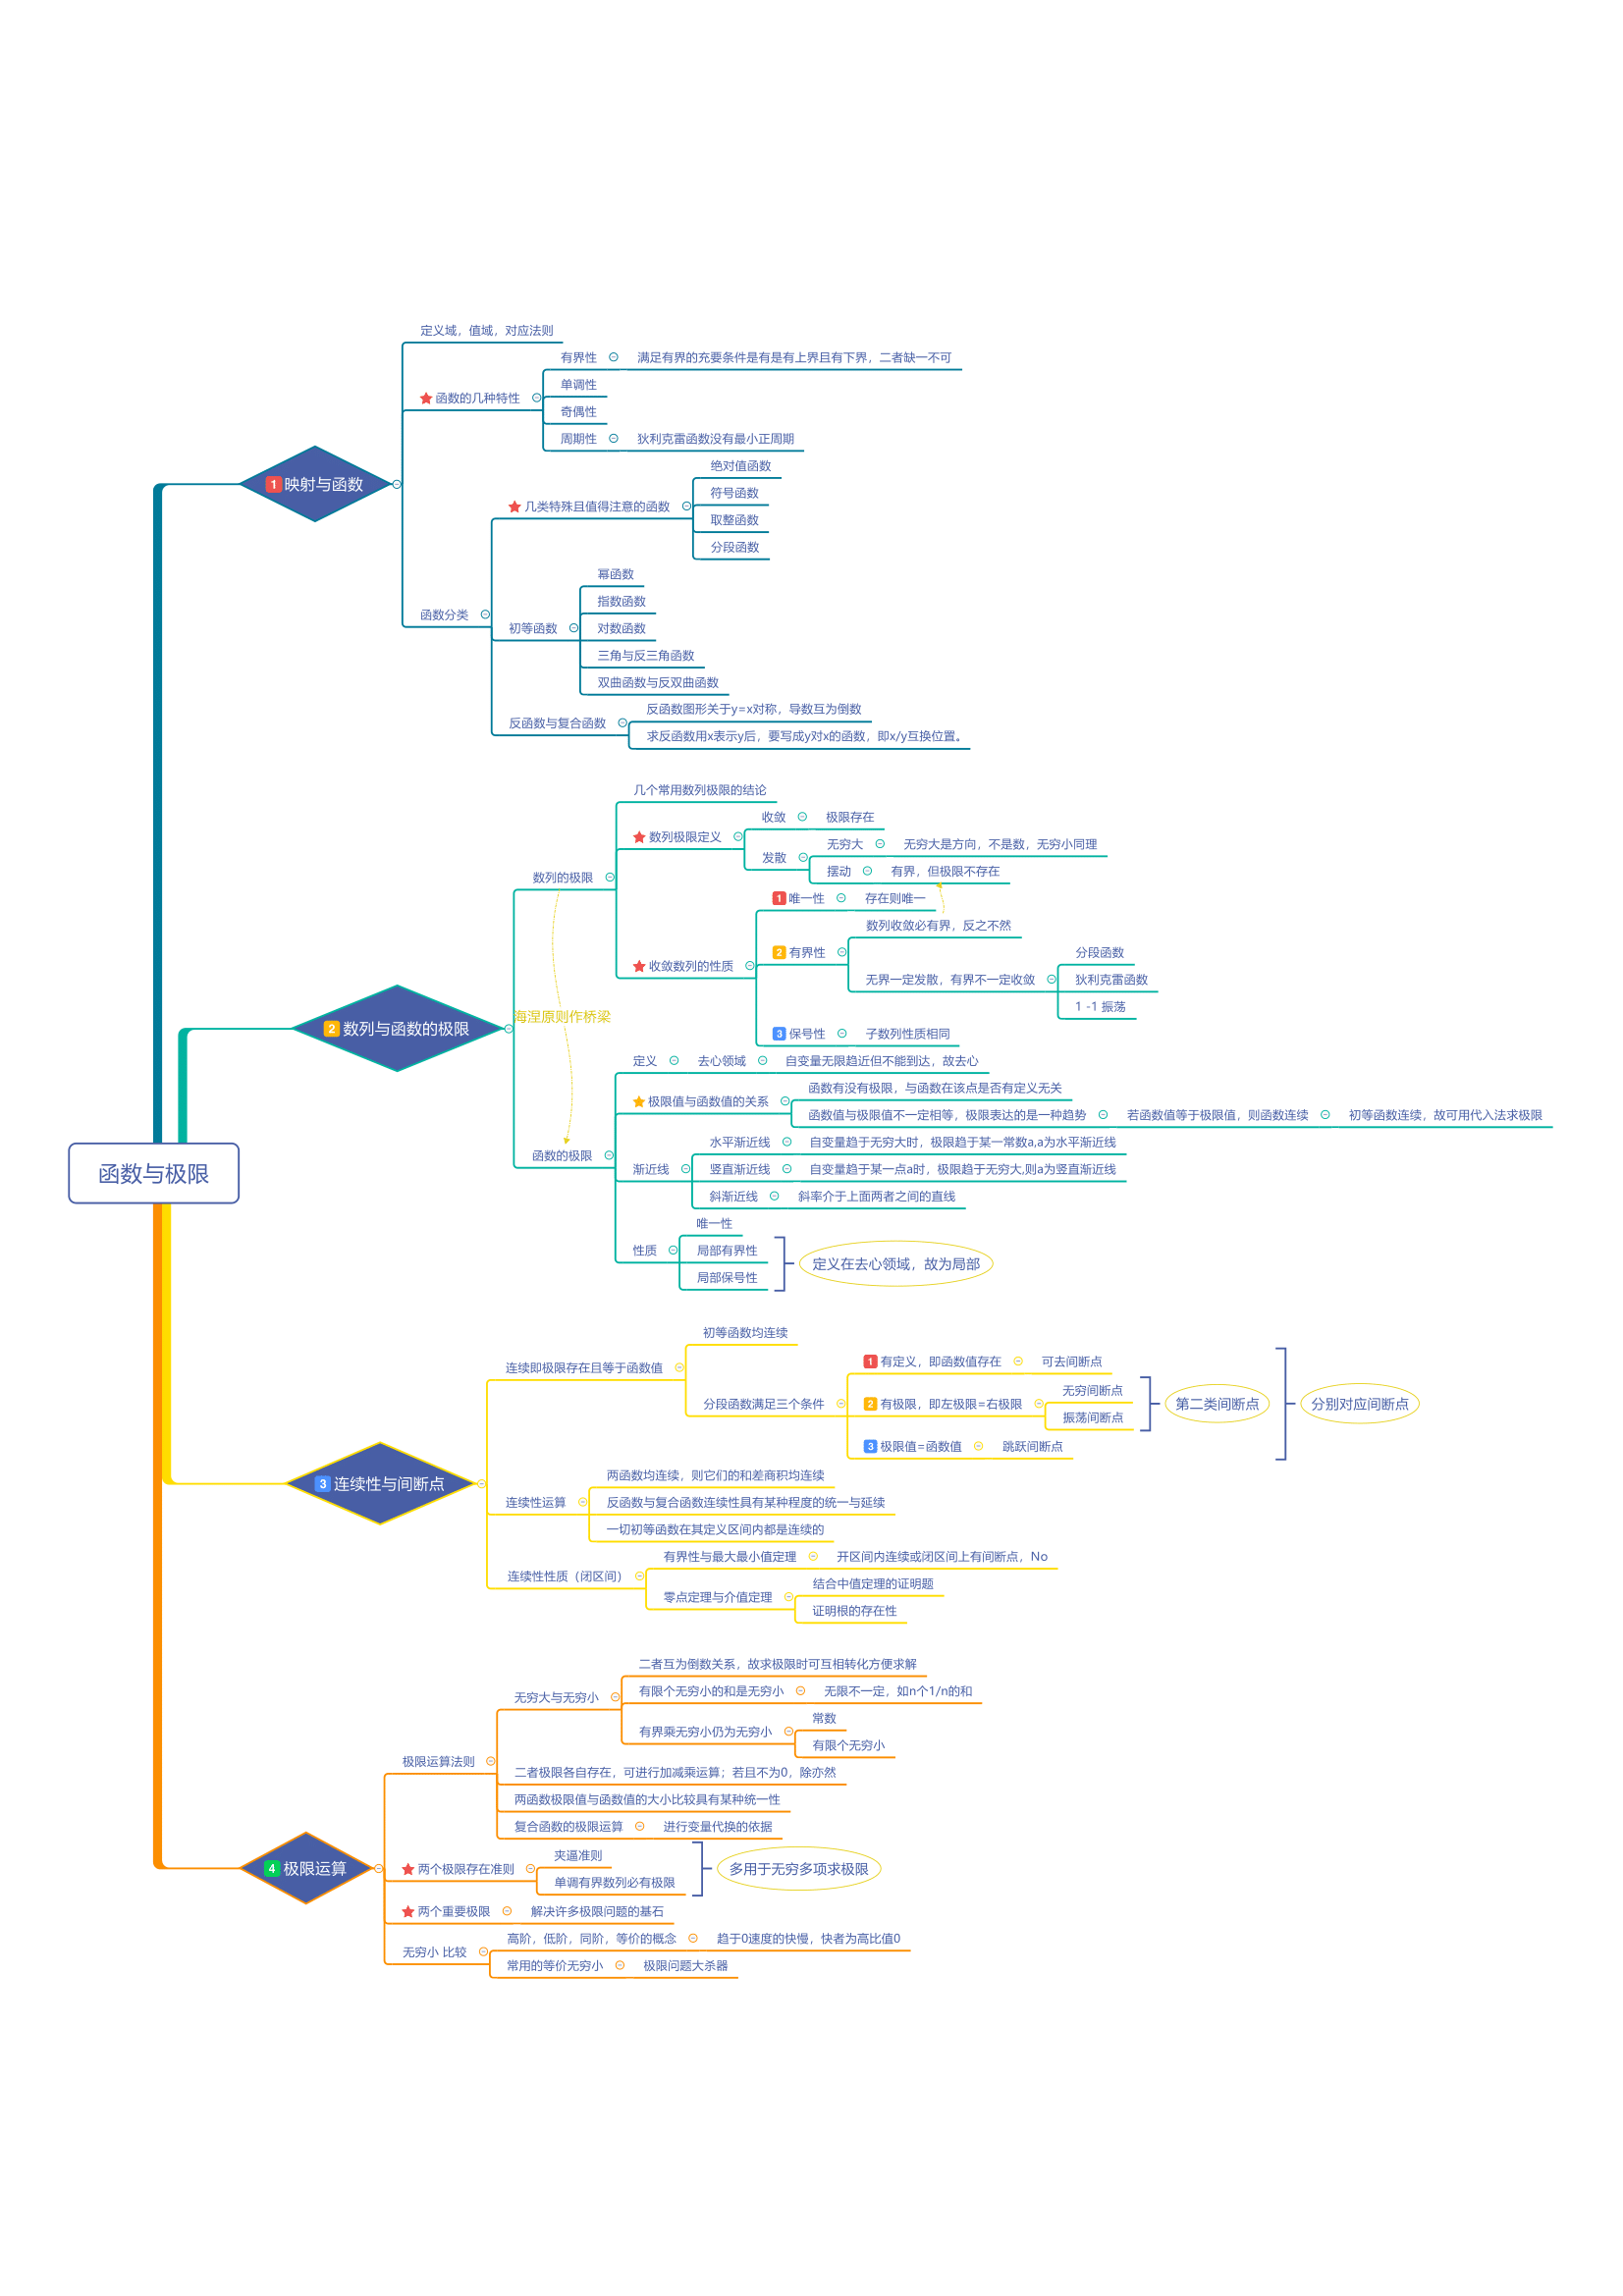 函数与极限
1 映射与函数
定义域，值域，对应法则
函数的几种特性
有界性
满足有界的充要条件是有是有上界且有下界，二者缺一不可
单调性
奇偶性
周期性
狄利克雷函数没有最小正周期
函数分类
几类特殊且值得注意的函数
绝对值函数
符号函数
取整函数
分段函数
初等函数
幂函数
指数函数
对数函数
三角与反三角函数
双曲函数与反双曲函数
反函数与复合函数
反函数图形关于y=x对称，导数互为倒数
求反函数用x表示y后，要写成y对x的函数，即x/y互换位置。
2 数列与函数的极限
数列的极限
几个常用数列极限的结论
数列极限定义
收敛
极限存在
发散
无穷大
无穷大是方向，不是数，无穷小同理
摆动
有界，但极限不存在
收敛数列的性质
1 唯一性
存在则唯一
2 有界性
数列收敛必有界，反之不然
无界一定发散，有界不一定收敛
分段函数
狄利克雷函数
1 -1 振荡
3 保号性
子数列性质相同
海涅原则作桥梁
函数的极限
定义
去心领域
自变量无限趋近但不能到达，故去心
极限值与函数值的关系
函数有没有极限，与函数在该点是否有定义无关
函数值与极限值不一定相等，极限表达的是一种趋势
若函数值等于极限值，则函数连续
初等函数连续，故可用代入法求极限
渐近线
水平渐近线
自变量趋于无穷大时，极限趋于某一常数a,a为水平渐近线
竖直渐近线
自变量趋于某一点a时，极限趋于无穷大,则a为竖直渐近线
斜渐近线
斜率介于上面两者之间的直线
性质
唯一性
局部有界性
局部保号性
定义在去心领域，故为局部
3 连续性与间断点
连续即极限存在且等于函数值
初等函数均连续
分段函数满足三个条件
1 有定义，即函数值存在
可去间断点
2 有极限，即左极限=右极限
无穷间断点
振荡间断点
第二类间断点
3 极限值=函数值
跳跃间断点
分别对应间断点
连续性运算
两函数均连续，则它们的和差商积均连续
反函数与复合函数连续性具有某种程度的统一与延续
一切初等函数在其定义区间内都是连续的
连续性性质（闭区间）
有界性与最大最小值定理
开区间内连续或闭区间上有间断点，No
零点定理与介值定理
结合中值定理的证明题
证明根的存在性
4 极限运算
极限运算法则
无穷大与无穷小
二者互为倒数关系，故求极限时可互相转化方便求解
有限个无穷小的和是无穷小
无限不一定，如n个1/n的和
有界乘无穷小仍为无穷小
常数
有限个无穷小
二者极限各自存在，可进行加减乘运算；若且不为0，除亦然
两函数极限值与函数值的大小比较具有某种统一性
复合函数的极限运算
进行变量代换的依据
两个极限存在准则
夹逼准则
单调有界数列必有极限
多用于无穷多项求极限
两个重要极限
解决许多极限问题的基石
无穷小 比较
高阶，低阶，同阶，等价的概念
趋于0速度的快慢，快者为高比值0
常用的等价无穷小
极限问题大杀器